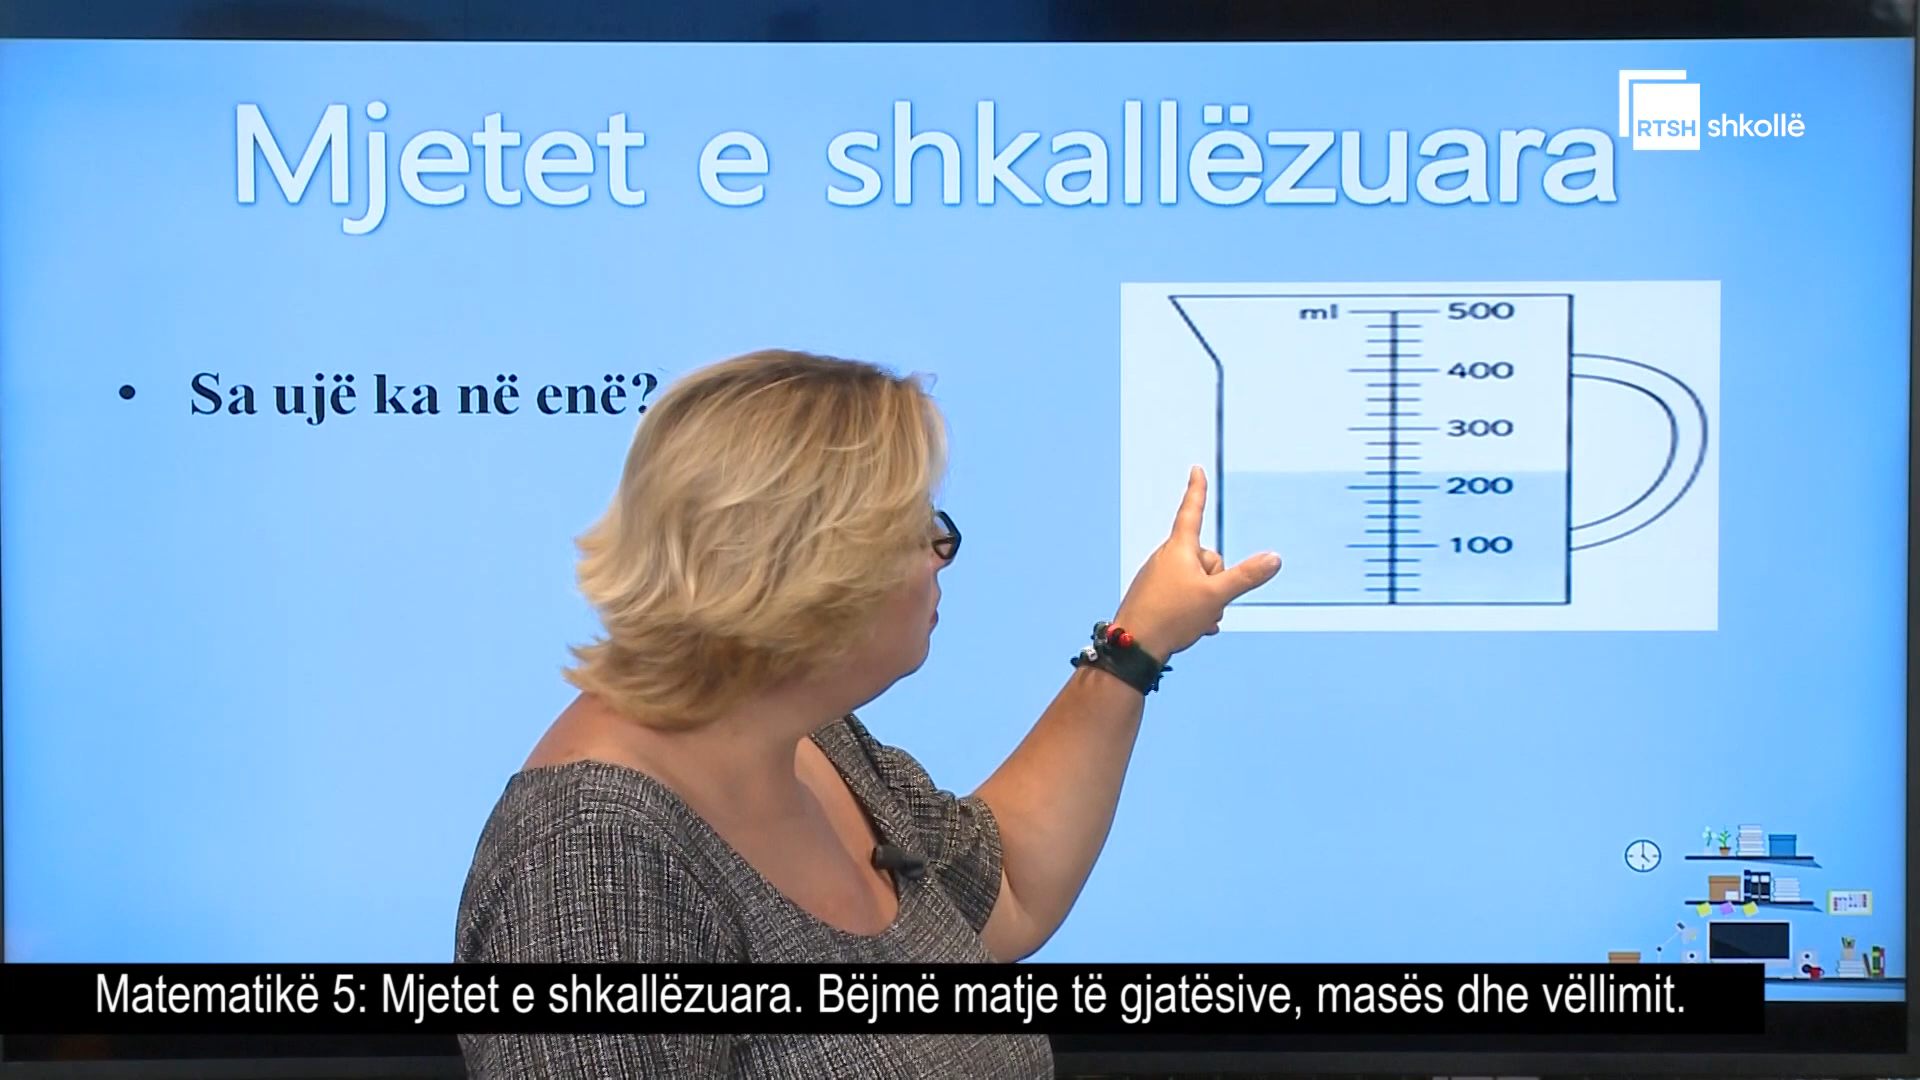 Mjetet e shkallëzuara
RTSH shkollë
• Sa ujë ka në enë?
ml 500
400
300
200
100
Matematikë 5: Mjetet e shkallëzuara. Bëjmë matje të gjatësive, masës dhe vëllimit.